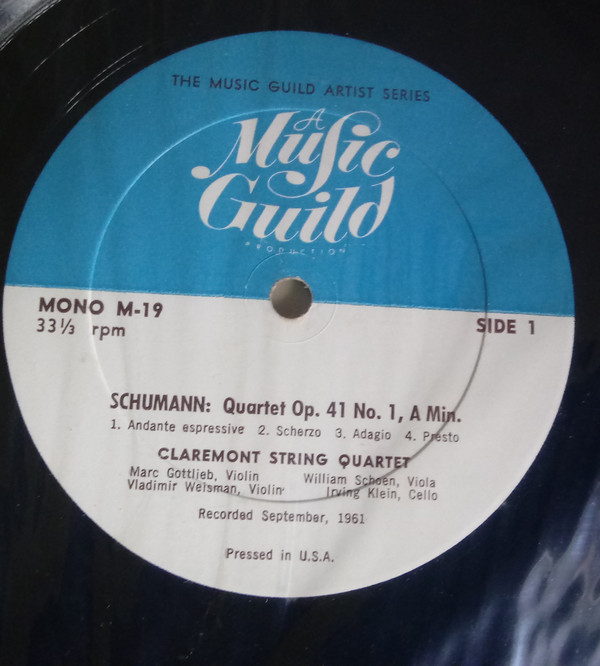 THE MUSIC GUILD ARTIST SERIES
A
Music
Guild
PRODUCTION
MONO M-19
33⅓ rpm
SIDE 1
SCHUMANN: Quartet Op. 41 No. 1, A Min.
1. Andante espressive 2. Scherzo 3. Adagio 4. Presto
CLAREMONT STRING QUARTET
Marc Gottlieb, Violin William Schoen, Viola
Vladimir Weisman, Violin Irving Klein, Cello
Recorded September, 1961
Pressed in U.S.A.